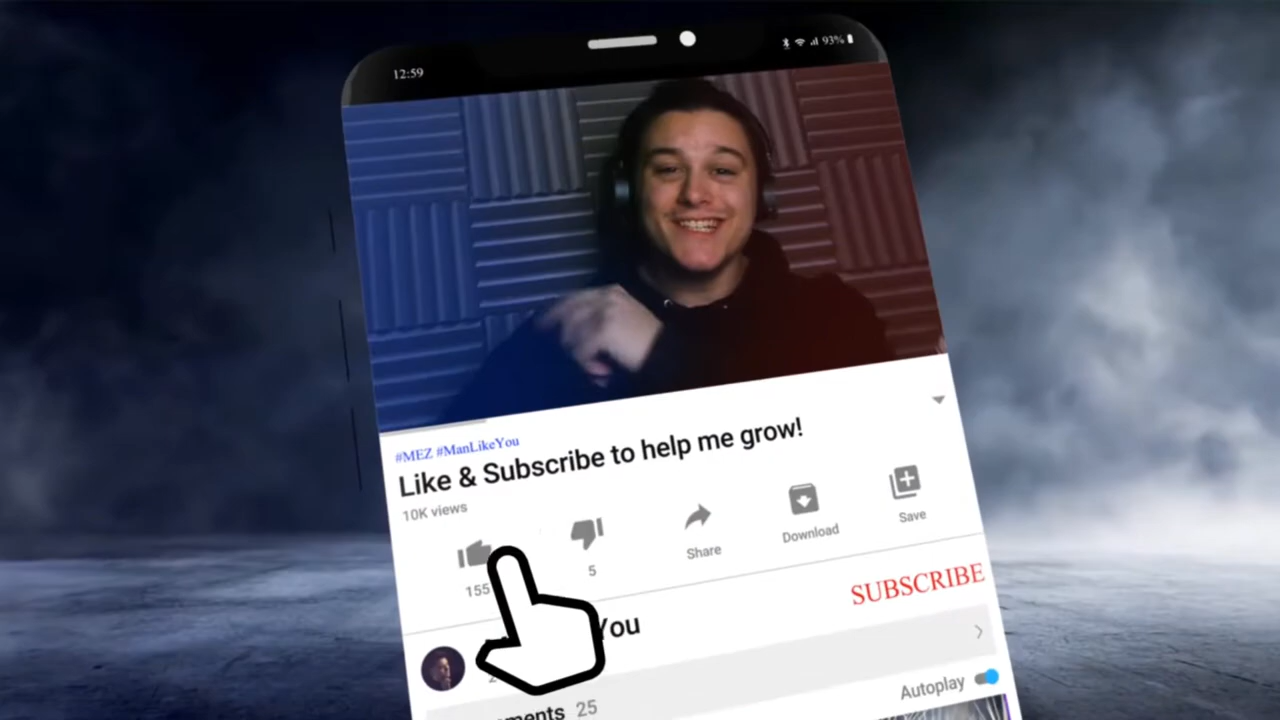 12:59
93%
#MEZ #ManLikeYou
Like & Subscribe to help me grow!
10K views
155
5
Share
Download
Save
SUBSCRIBE
You
25
Autoplay